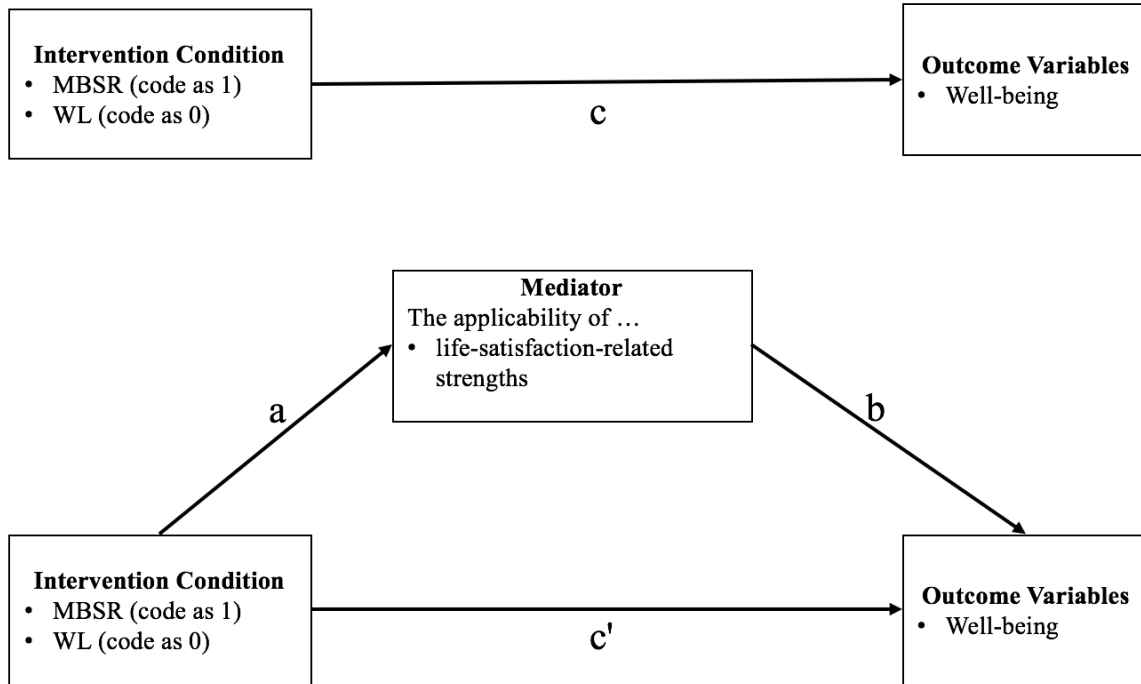 Intervention Condition
• MBSR (code as 1)
• WL (code as 0)
c
Outcome Variables
• Well-being
Mediator
The applicability of …
• life-satisfaction-related
strengths
a
b
Intervention Condition
• MBSR (code as 1)
• WL (code as 0)
c'
Outcome Variables
• Well-being